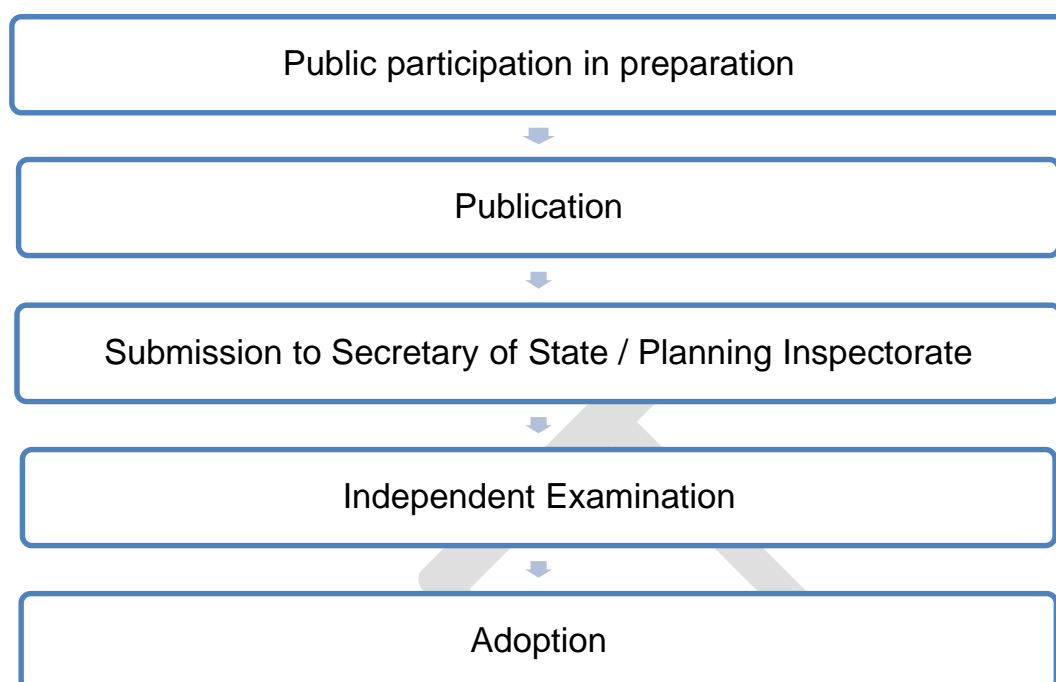 Public participation in preparation
Publication
Submission to Secretary of State / Planning Inspectorate
Independent Examination
Adoption